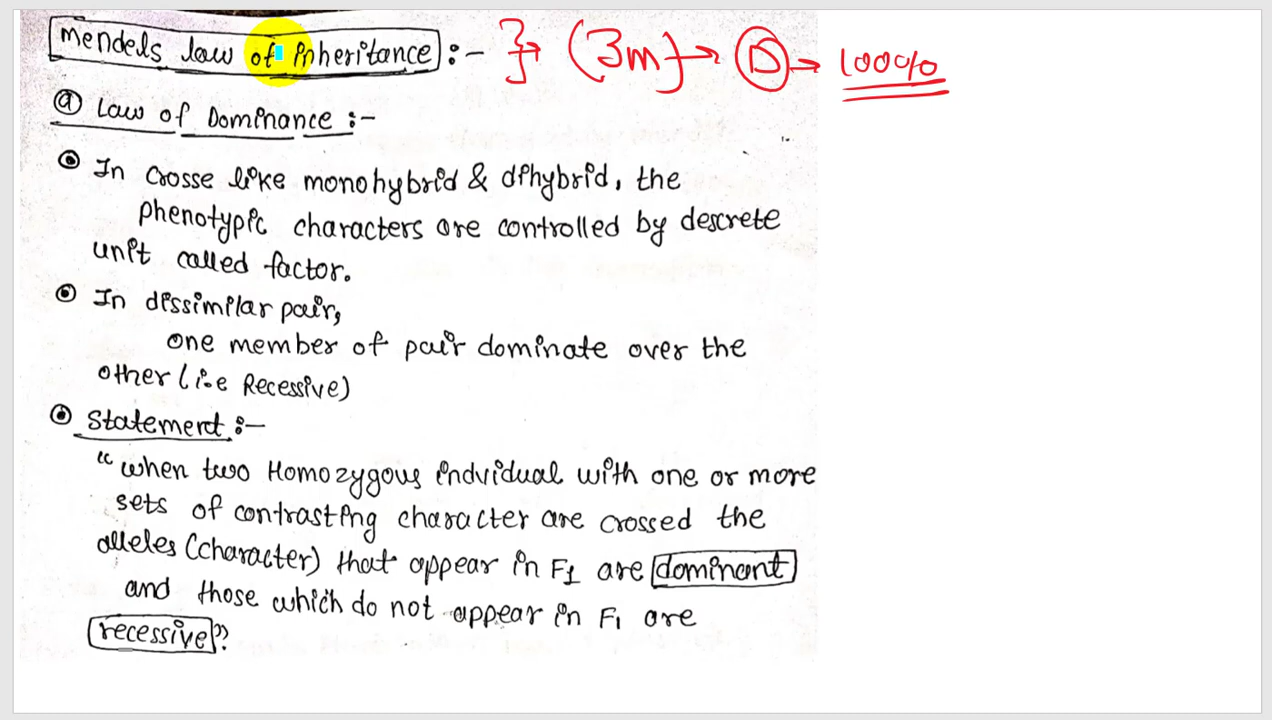 Mendels law of inheritance :- } → (3m) → D → 100%
a Law of Dominance :-
In crosse like monohybrid & dihybrid, the
phenotypic characters are controlled by descrete
unit called factor.
In dissimilar pair,
one member of pair dominate over the
other (i.e Recessive)
Statement :-
"when two Homozygous indvidual with one or more
sets of contrasting character are crossed the
alleles (character) that appear in F1 are dominant
and those which do not appear in F1 are
recessive"